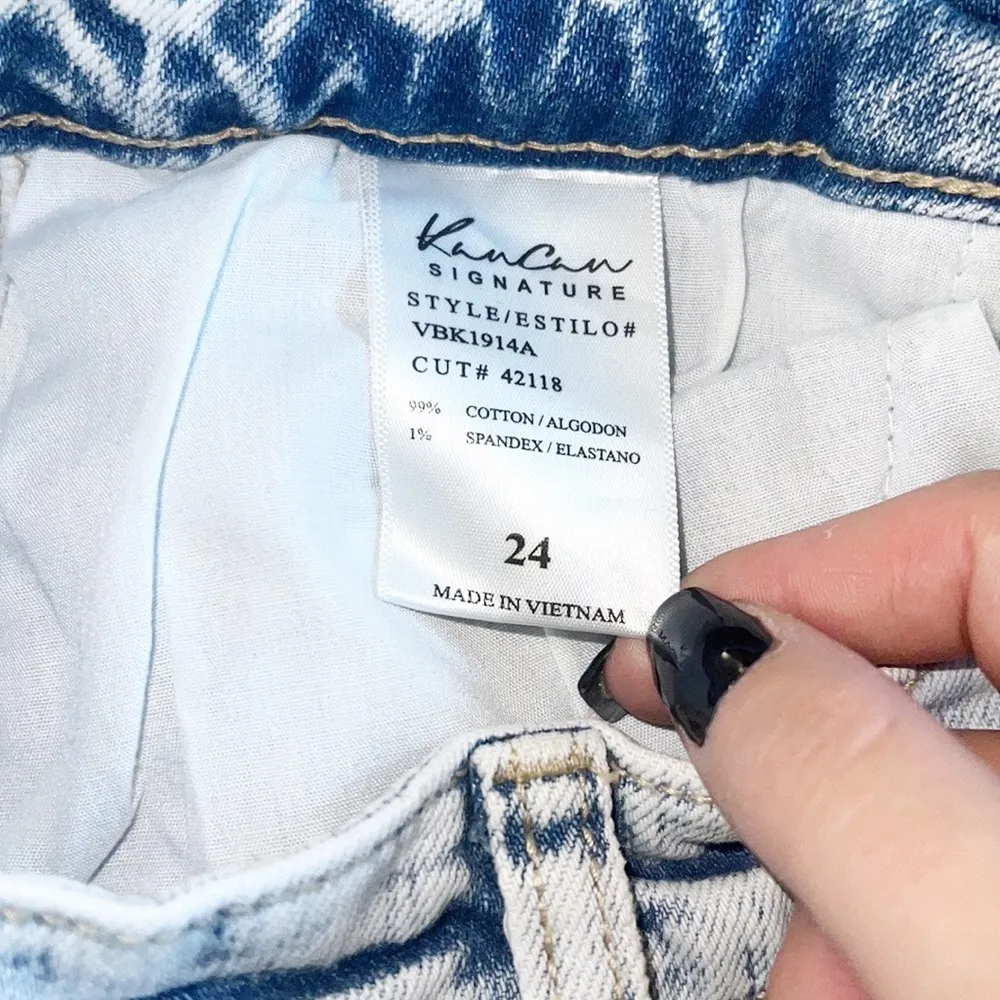 KanCan
SIGNATURE
STYLE/ESTILO#
VBK1914A
CUT# 42118
99% COTTON / ALGODON
1% SPANDEX / ELASTANO
24
MADE IN VIETNAM